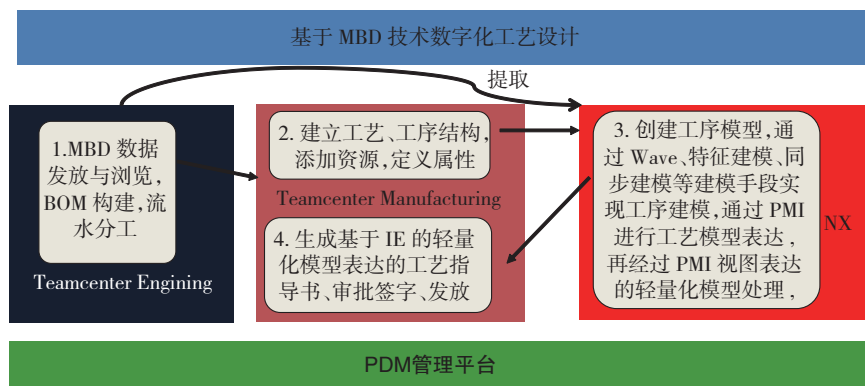 基于 MBD 技术数字化工艺设计
提取
1.MBD 数据
发放与浏览，
BOM 构建，流
水分工
Teamcenter Engining
2. 建立工艺、工序结构，
添加资源，定义属性
Teamcenter Manufacturing
4. 生成基于 IE 的轻量
化模型表达的工艺指
导书、审批签字、发放
3. 创建工序模型，通
过 Wave、特征建模、同
步建模等建模手段实
现工序建模，通过 PMI
进行工艺模型表达，
再经过 PMI 视图表达
的轻量化模型处理，
NX
PDM管理平台